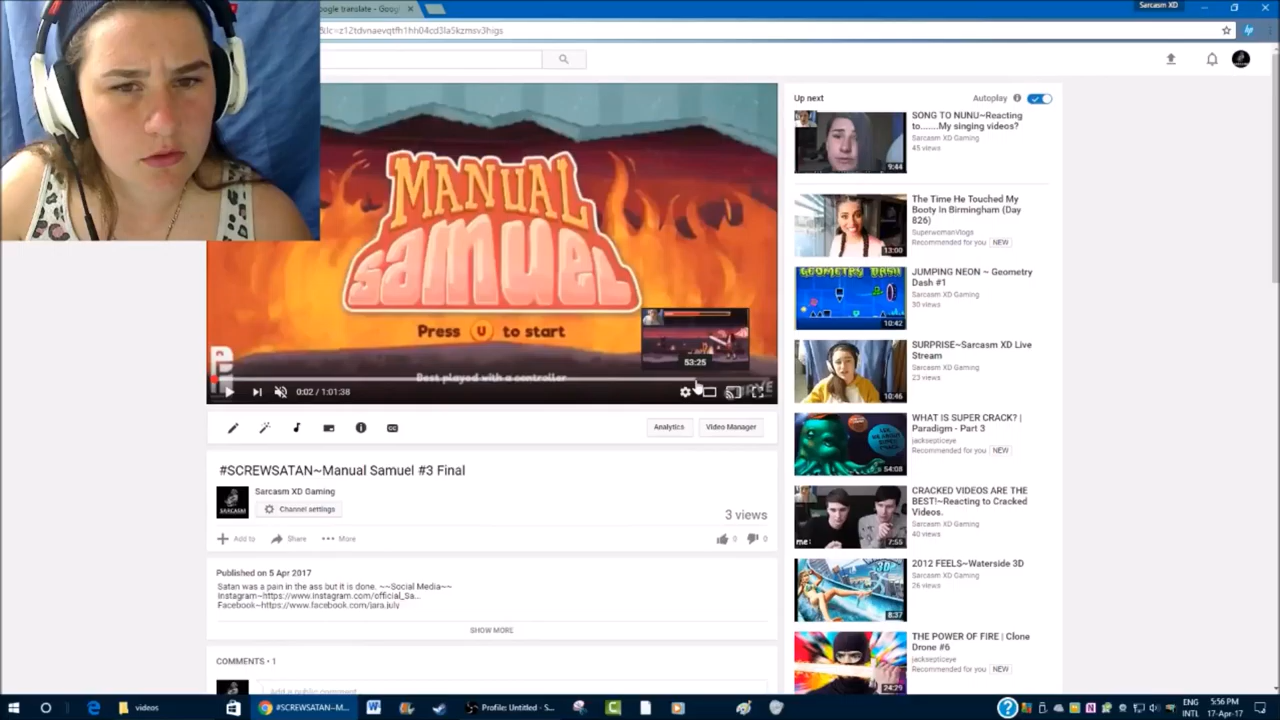 Sarcasm XD
ogle translate - Googl
&lc=z12tdvnaevqtfh1hh04cd3la5kzmsv3higs
MANUAL
Samuel
Press U to start
Best played with a controller
53:25
0:02 / 1:01:38
Analytics
Video Manager
#SCREWSATAN~Manual Samuel #3 Final
Sarcasm XD Gaming
SARCASM
Channel settings
3 views
Add to
Share
More
0
0
Published on 5 Apr 2017
Satan was a pain in the ass but it is done. ~~Social Media~~
Instagram~https://www.instagram.com/official_Sa...
Facebook~https://www.facebook.com/jara.july
SHOW MORE
COMMENTS • 1
Add a public comment...
Up next
Autoplay
SONG TO NUNU~Reacting
to.......My singing videos?
Sarcasm XD Gaming
45 views
9:44
The Time He Touched My
Booty In Birmingham (Day
826)
SuperwomanVlogs
Recommended for you NEW
13:00
GEOMETRY DASH
JUMPING NEON ~ Geometry
Dash #1
Sarcasm XD Gaming
30 views
10:42
SURPRISE~Sarcasm XD Live
Stream
Sarcasm XD Gaming
23 views
10:46
WHAT IS SUPER CRACK? |
Paradigm - Part 3
jacksepticeye
Recommended for you NEW
54:08
CRACKED VIDEOS ARE THE
BEST!~Reacting to Cracked
Videos.
Sarcasm XD Gaming
40 views
me:
7:55
2012 FEELS~Waterside 3D
Sarcasm XD Gaming
26 views
8:37
THE POWER OF FIRE | Clone
Drone #6
jacksepticeye
Recommended for you NEW
24:29
videos
#SCREWSATAN~M...
Profile: Untitled - S...
ENG
INTL
5:56 PM
17-Apr-17